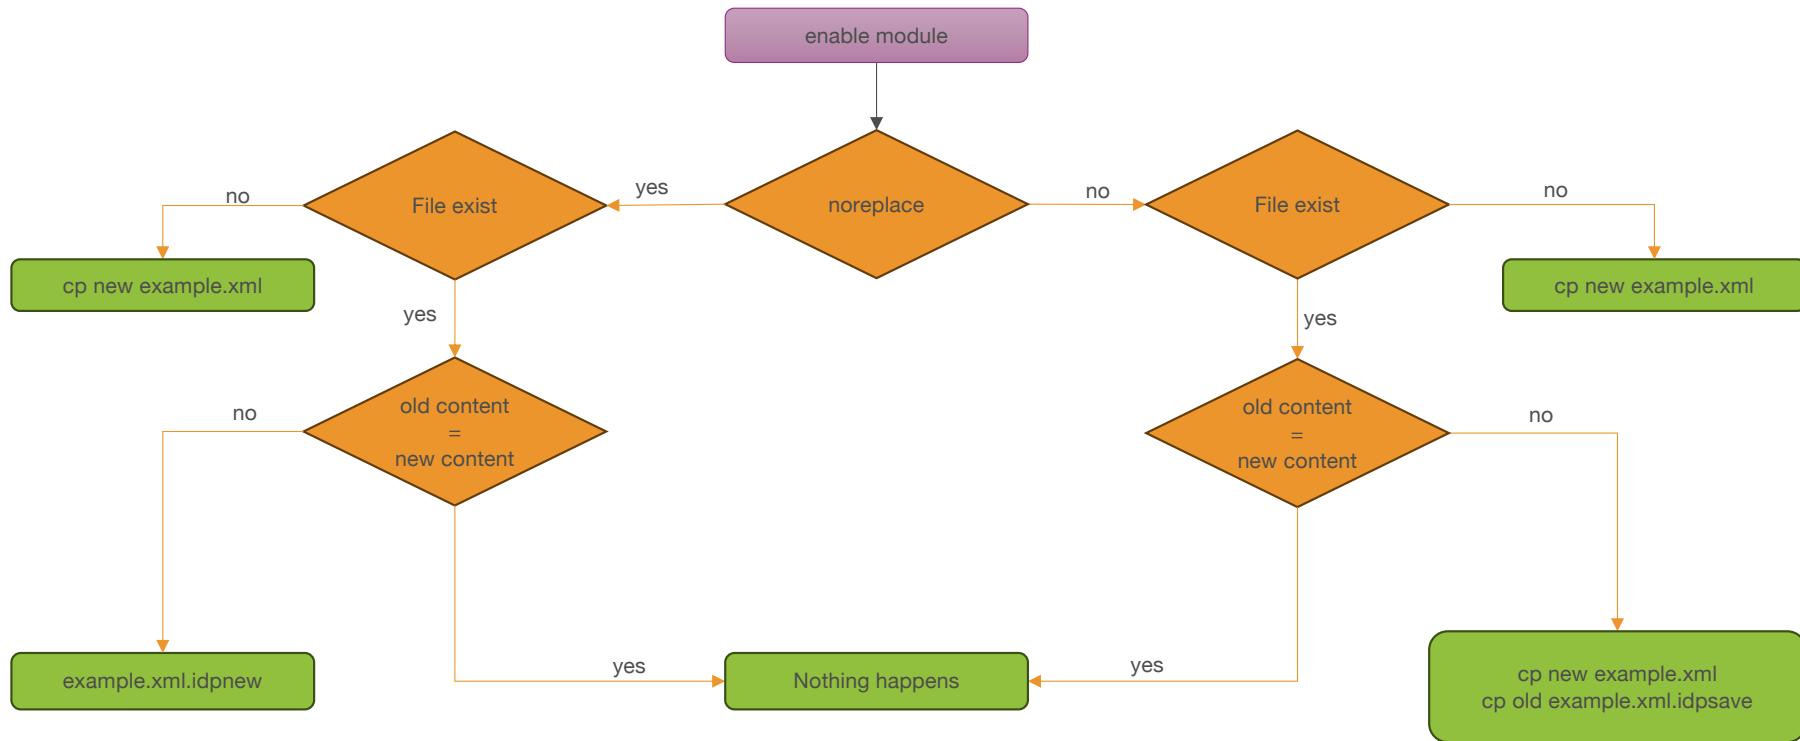 enable module
no
File exist
yes
noreplace
no
File exist
no
cp new example.xml
yes
yes
cp new example.xml
no
old content
=
new content
old content
=
new content
no
example.xml.idpnew
yes
Nothing happens
yes
cp new example.xml
cp old example.xml.idpsave